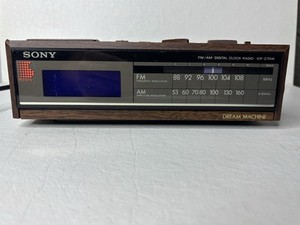 SONY
FM/AM DIGITAL CLOCK RADIO
FM 88 92 96 100 104 108 MHz
AM 53 60 70 80 100 130 160
DREAM MACHINE